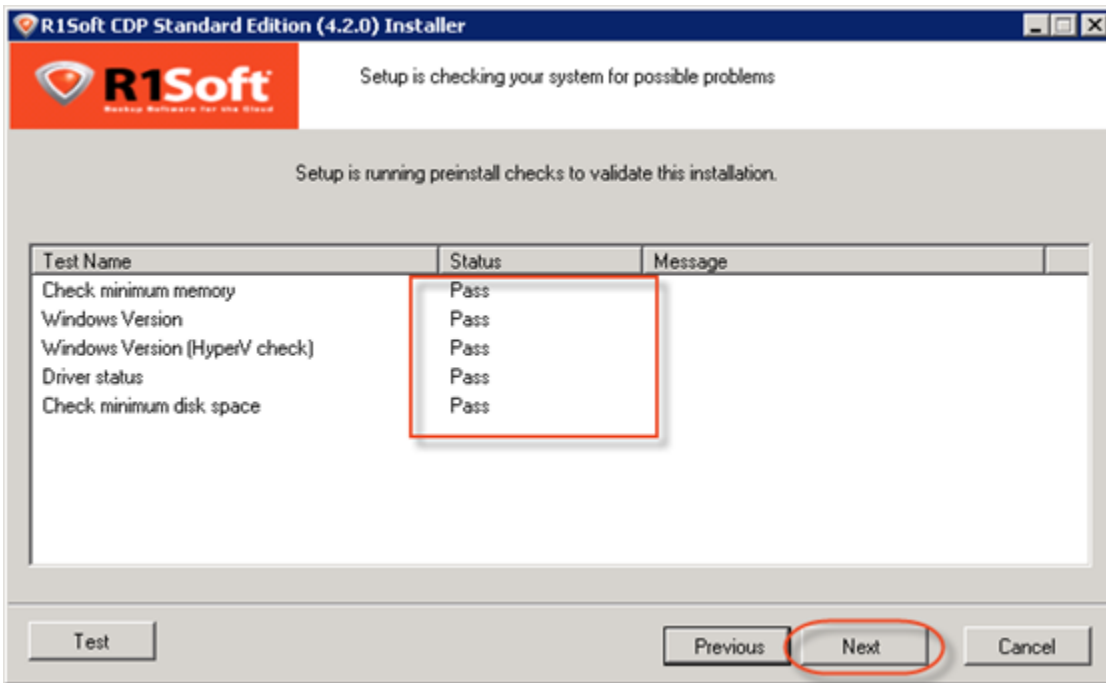 R1Soft CDP Standard Edition (4.2.0) Installer
R1Soft
Backup Software for the Cloud
Setup is checking your system for possible problems
Setup is running preinstall checks to validate this installation.
Test Name Status Message
Check minimum memory Pass
Windows Version Pass
Windows Version (HyperV check) Pass
Driver status Pass
Check minimum disk space Pass
Test Previous Next Cancel